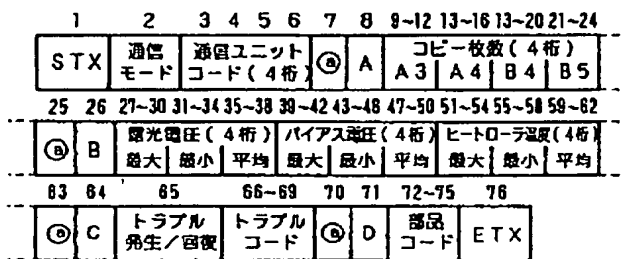 1 2 3 4 5 6 7 8 9~12 13~16 13~20 21~24
STX 通信モード 通信ユニットコード(4桁) ⓐ A コピー枚数(4桁) A3 A4 B4 B5
25 26 27~30 31~34 35~38 39~42 43~46 47~50 51~54 55~58 59~62
ⓐ B 露光電圧(4桁) 最大 最小 平均 バイアス電圧(4桁) 最大 最小 平均 ヒートローラ温度(4桁) 最大 最小 平均
63 64 65 66~69 70 71 72~75 76
ⓐ C トラブル発生/回復 トラブルコード ⓐ D 部品コード ETX